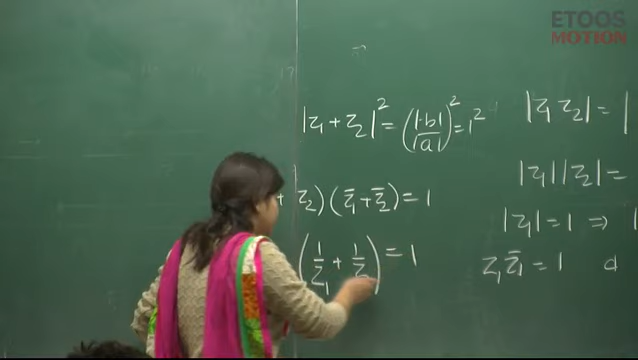 ETOOS
MOTION
|z₁ + z₂|² = (|-b|/|a|)² = 1²
+ z₂)(z̄₁ + z̄₂) = 1
(1/z₁ + 1/z₂) = 1
|z₁ z₂| = 1
|z₁||z₂| =
|z₁| = 1 ⇒ 1
z₁ z̄₁ = 1